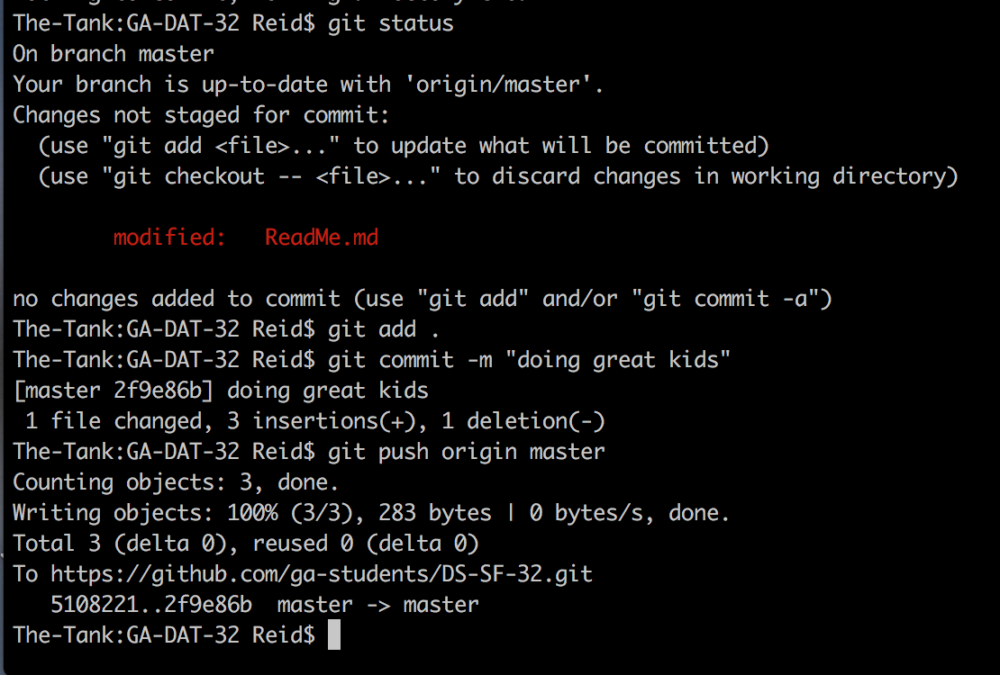 The-Tank:GA-DAT-32 Reid$ git status
On branch master
Your branch is up-to-date with 'origin/master'.
Changes not staged for commit:
  (use "git add <file>..." to update what will be committed)
  (use "git checkout -- <file>..." to discard changes in working directory)
        modified:   ReadMe.md
no changes added to commit (use "git add" and/or "git commit -a")
The-Tank:GA-DAT-32 Reid$ git add .
The-Tank:GA-DAT-32 Reid$ git commit -m "doing great kids"
[master 2f9e86b] doing great kids
 1 file changed, 3 insertions(+), 1 deletion(-)
The-Tank:GA-DAT-32 Reid$ git push origin master
Counting objects: 3, done.
Writing objects: 100% (3/3), 283 bytes | 0 bytes/s, done.
Total 3 (delta 0), reused 0 (delta 0)
To https://github.com/ga-students/DS-SF-32.git
   5108221..2f9e86b  master -> master
The-Tank:GA-DAT-32 Reid$